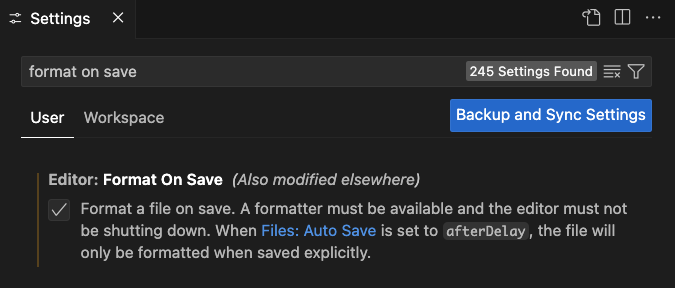 Settings
format on save
245 Settings Found
User Workspace
Backup and Sync Settings
Editor: Format On Save (Also modified elsewhere)
Format a file on save. A formatter must be available and the editor must not
be shutting down. When Files: Auto Save is set to afterDelay, the file will
only be formatted when saved explicitly.